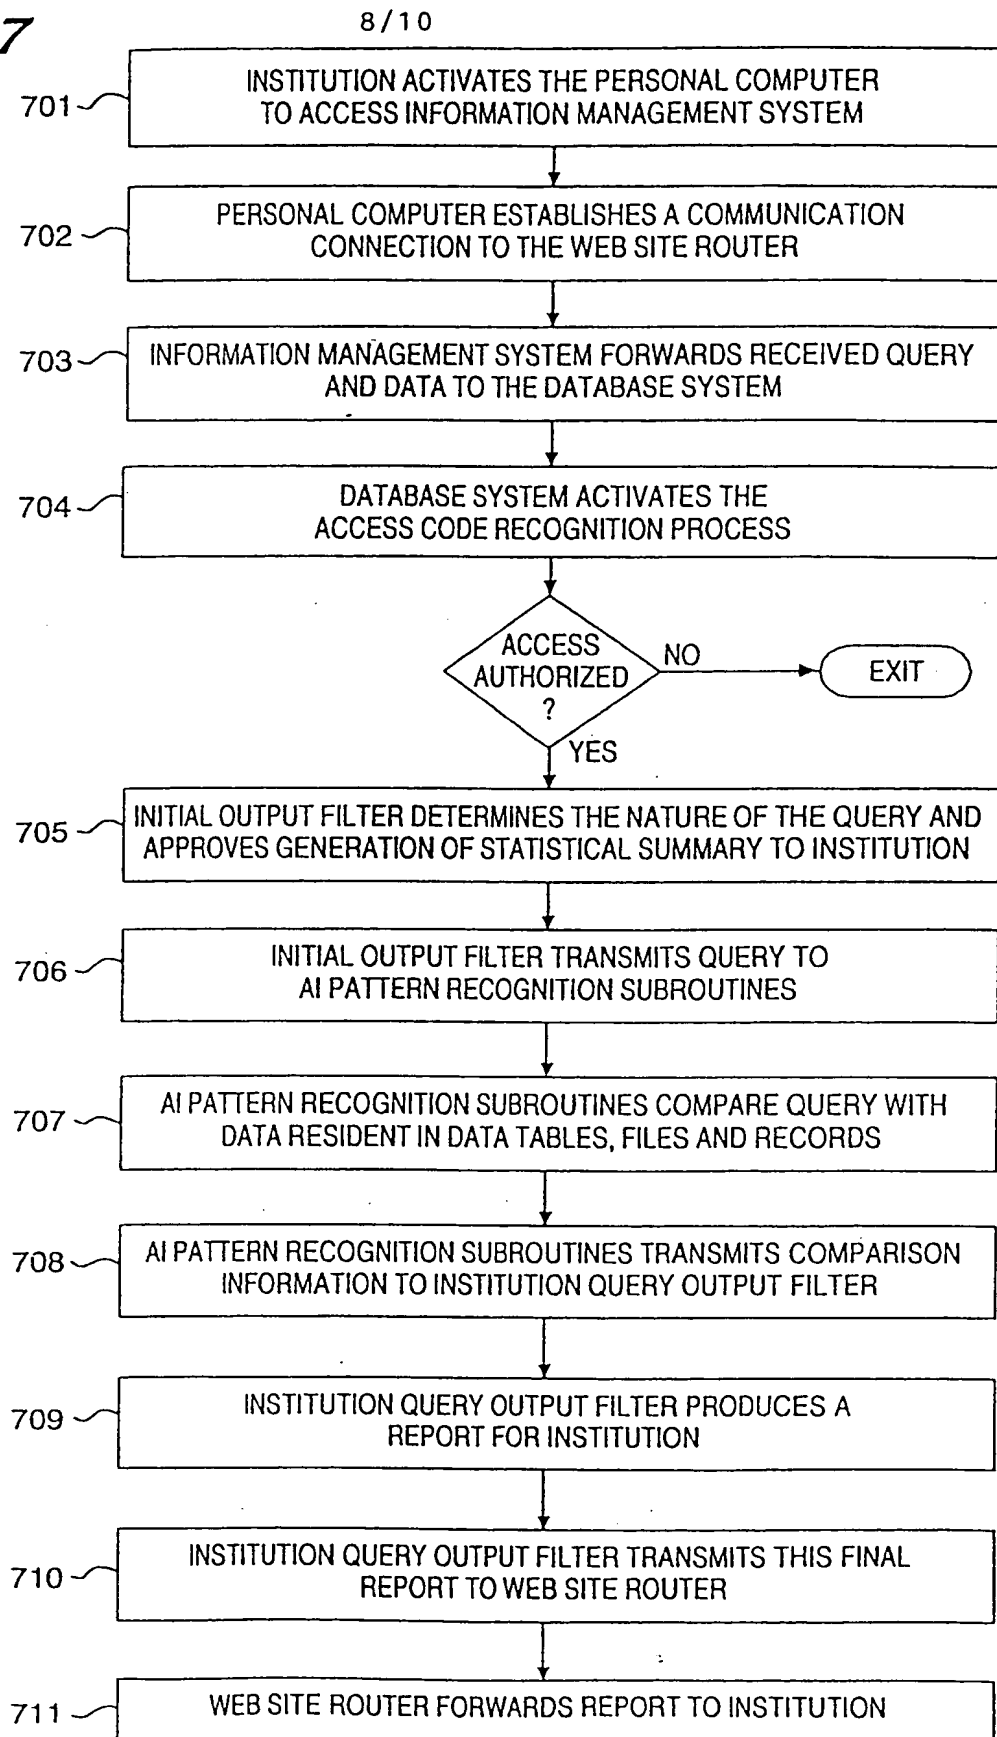 7
8/10
701
INSTITUTION ACTIVATES THE PERSONAL COMPUTER
TO ACCESS INFORMATION MANAGEMENT SYSTEM
702
PERSONAL COMPUTER ESTABLISHES A COMMUNICATION
CONNECTION TO THE WEB SITE ROUTER
703
INFORMATION MANAGEMENT SYSTEM FORWARDS RECEIVED QUERY
AND DATA TO THE DATABASE SYSTEM
704
DATABASE SYSTEM ACTIVATES THE
ACCESS CODE RECOGNITION PROCESS
ACCESS
AUTHORIZED
?
NO
EXIT
YES
705
INITIAL OUTPUT FILTER DETERMINES THE NATURE OF THE QUERY AND
APPROVES GENERATION OF STATISTICAL SUMMARY TO INSTITUTION
706
INITIAL OUTPUT FILTER TRANSMITS QUERY TO
AI PATTERN RECOGNITION SUBROUTINES
707
AI PATTERN RECOGNITION SUBROUTINES COMPARE QUERY WITH
DATA RESIDENT IN DATA TABLES, FILES AND RECORDS
708
AI PATTERN RECOGNITION SUBROUTINES TRANSMITS COMPARISON
INFORMATION TO INSTITUTION QUERY OUTPUT FILTER
709
INSTITUTION QUERY OUTPUT FILTER PRODUCES A
REPORT FOR INSTITUTION
710
INSTITUTION QUERY OUTPUT FILTER TRANSMITS THIS FINAL
REPORT TO WEB SITE ROUTER
711
WEB SITE ROUTER FORWARDS REPORT TO INSTITUTION